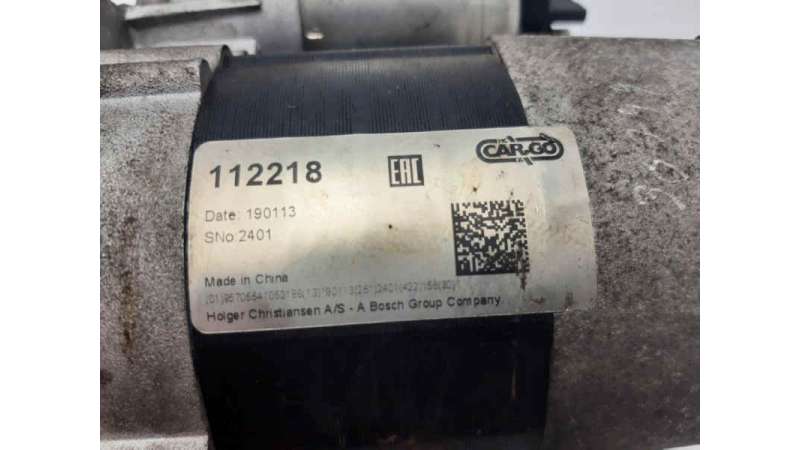 112218
EAC
CARGO
Date: 190113
SNo:2401
Made in China
Holger Christiansen A/S - A Bosch Group Company